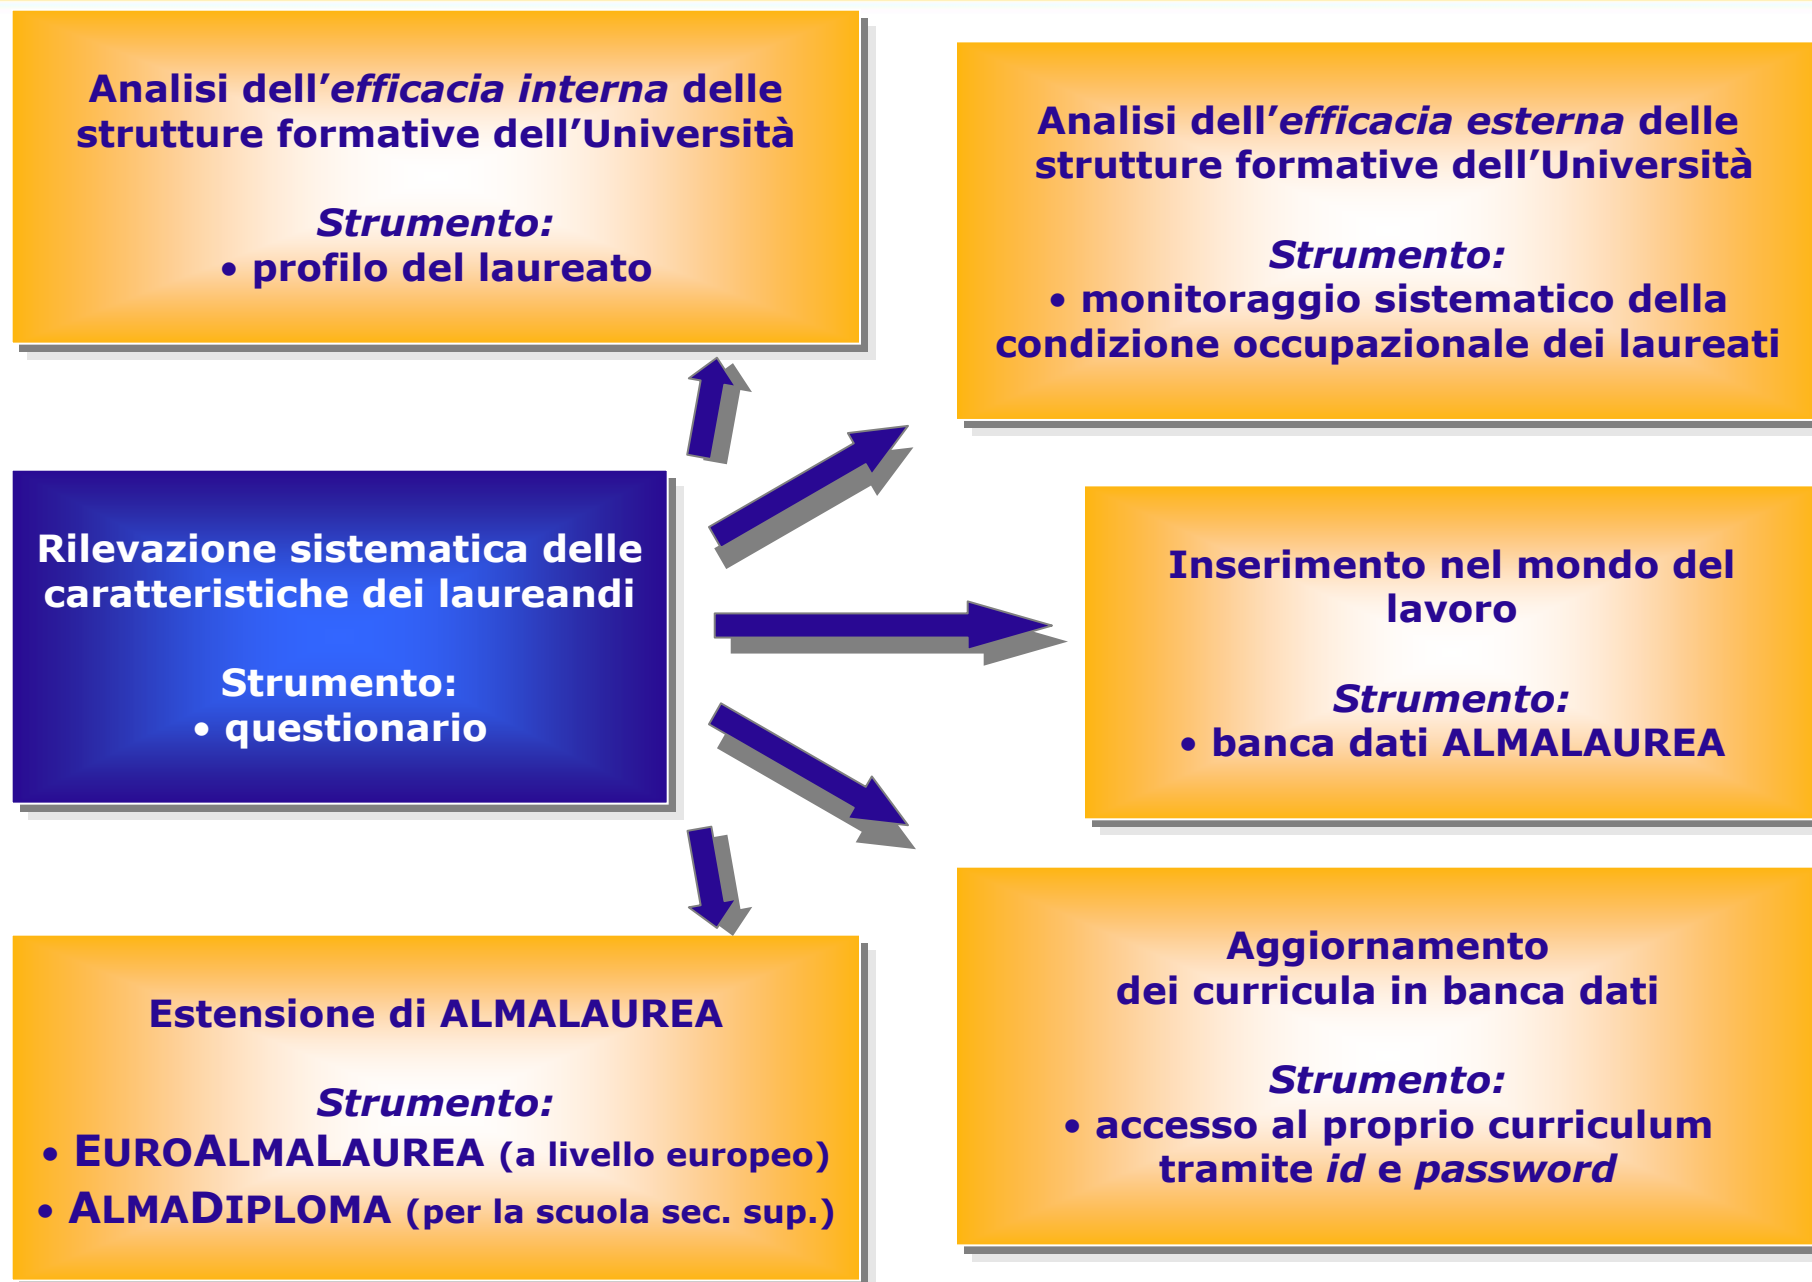 Analisi dell’efficacia interna delle
strutture formative dell’Università
Strumento:
• profilo del laureato
Analisi dell’efficacia esterna delle
strutture formative dell’Università
Strumento:
• monitoraggio sistematico della
condizione occupazionale dei laureati
Rilevazione sistematica delle
caratteristiche dei laureandi
Strumento:
• questionario
Inserimento nel mondo del
lavoro
Strumento:
• banca dati ALMALAUREA
Estensione di ALMALAUREA
Strumento:
• EUROALMALAUREA (a livello europeo)
• ALMADIPLOMA (per la scuola sec. sup.)
Aggiornamento
dei curricula in banca dati
Strumento:
• accesso al proprio curriculum
tramite id e password